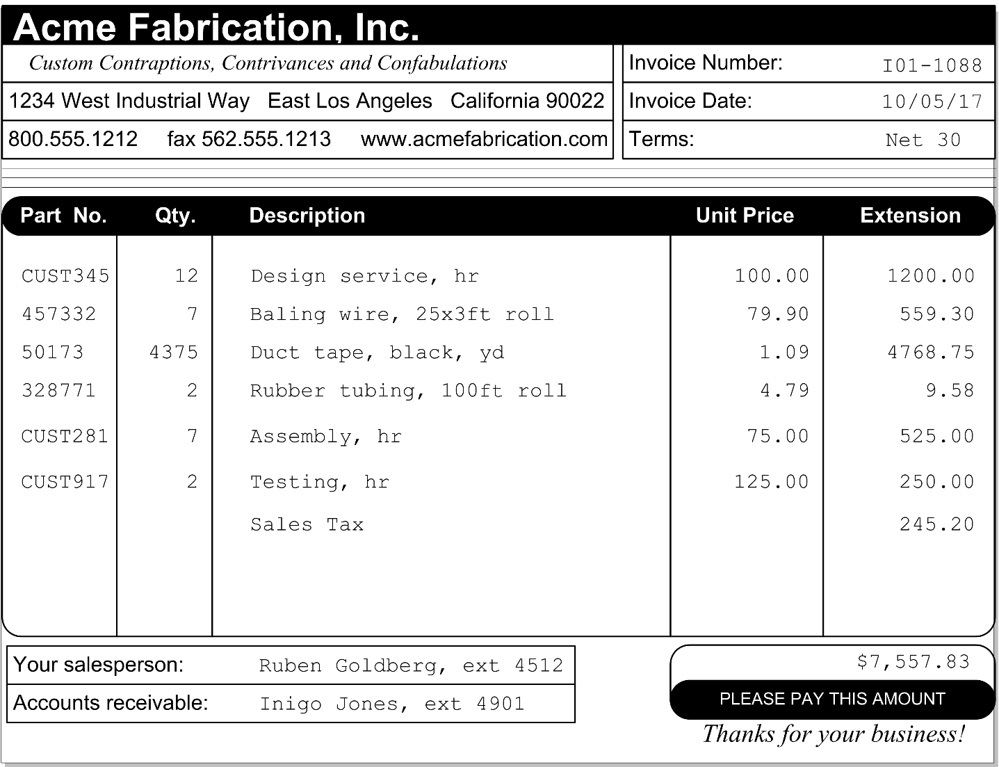 Acme Fabrication, Inc.
Custom Contraptions, Contrivances and Confabulations
Invoice Number: I01-1088
1234 West Industrial Way East Los Angeles California 90022
Invoice Date: 10/05/17
800.555.1212 fax 562.555.1213 www.acmefabrication.com
Terms: Net 30
Part No. Qty. Description Unit Price Extension
CUST345 12 Design service, hr 100.00 1200.00
457332 7 Baling wire, 25x3ft roll 79.90 559.30
50173 4375 Duct tape, black, yd 1.09 4768.75
328771 2 Rubber tubing, 100ft roll 4.79 9.58
CUST281 7 Assembly, hr 75.00 525.00
CUST917 2 Testing, hr 125.00 250.00
Sales Tax 245.20
Your salesperson: Ruben Goldberg, ext 4512
Accounts receivable: Inigo Jones, ext 4901
$7,557.83
PLEASE PAY THIS AMOUNT
Thanks for your business!